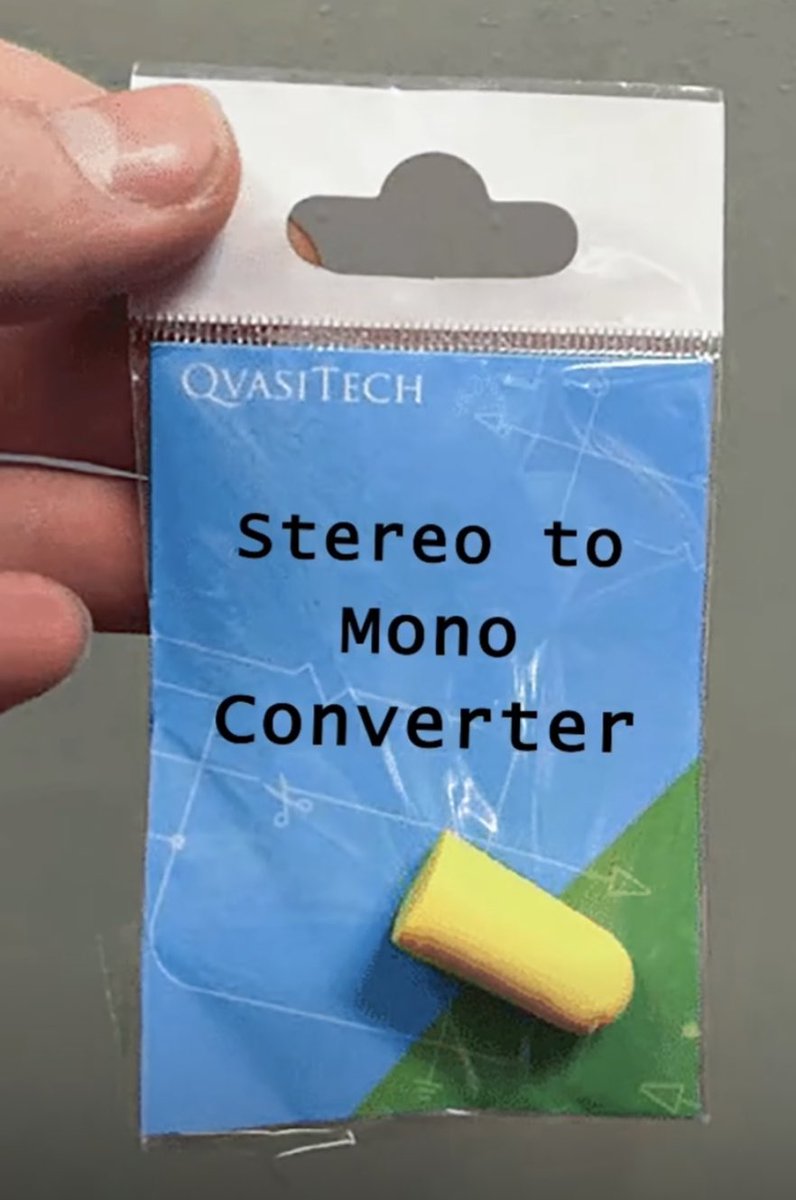 QVASITECH
Stereo to
Mono
Converter